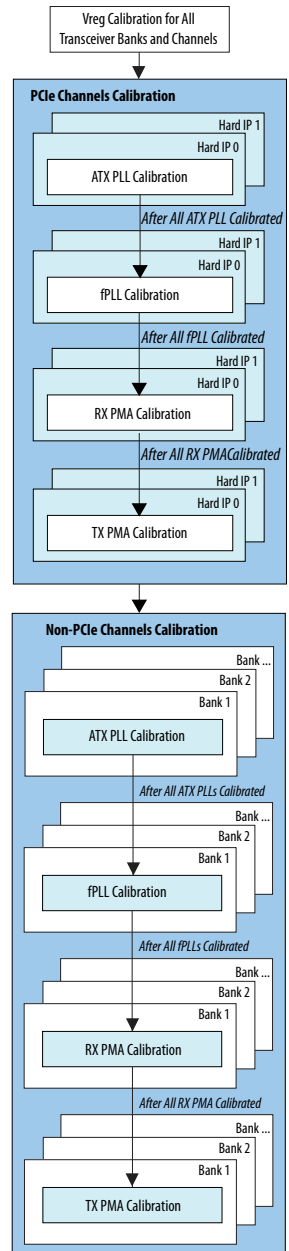 Vreg Calibration for All
Transceiver Banks and Channels
PCIe Channels Calibration
Hard IP 1
Hard IP 0
ATX PLL Calibration
After All ATX PLL Calibrated
Hard IP 1
Hard IP 0
fPLL Calibration
After All fPLL Calibrated
Hard IP 1
Hard IP 0
RX PMA Calibration
After All RX PMACalibrated
Hard IP 1
Hard IP 0
TX PMA Calibration
Non-PCIe Channels Calibration
Bank ...
Bank 2
Bank 1
ATX PLL Calibration
After All ATX PLLs Calibrated
Bank ...
Bank 2
Bank 1
fPLL Calibration
After All fPLLs Calibrated
Bank ...
Bank 2
Bank 1
RX PMA Calibration
After All RX PMA Calibrated
Bank ...
Bank 2
Bank 1
TX PMA Calibration